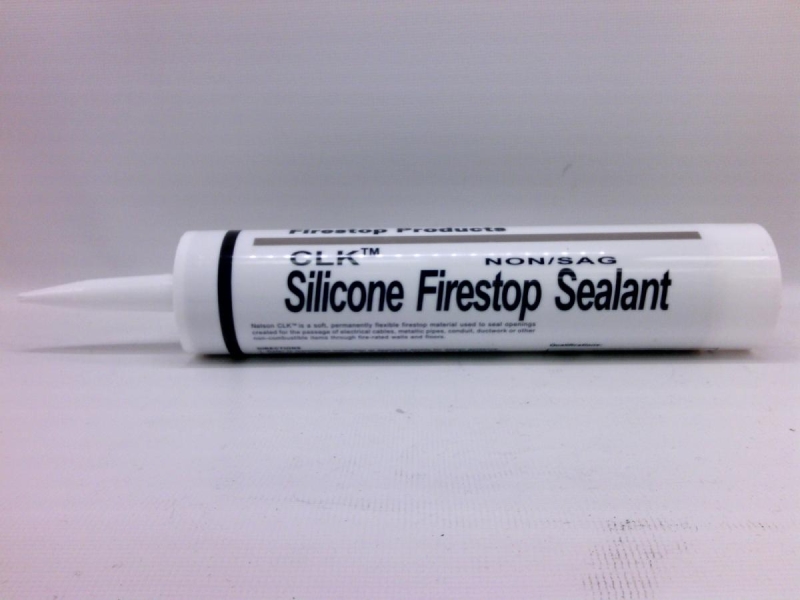 Firestop Products
CLK™ NON/SAG
Silicone Firestop Sealant
Nelson CLK™ is a soft, permanently flexible firestop material used to seal openings
created for the passage of electrical cables, metallic pipes, conduit, ductwork or other
non-combustible items through fire-rated walls and floors.
Qualifications: